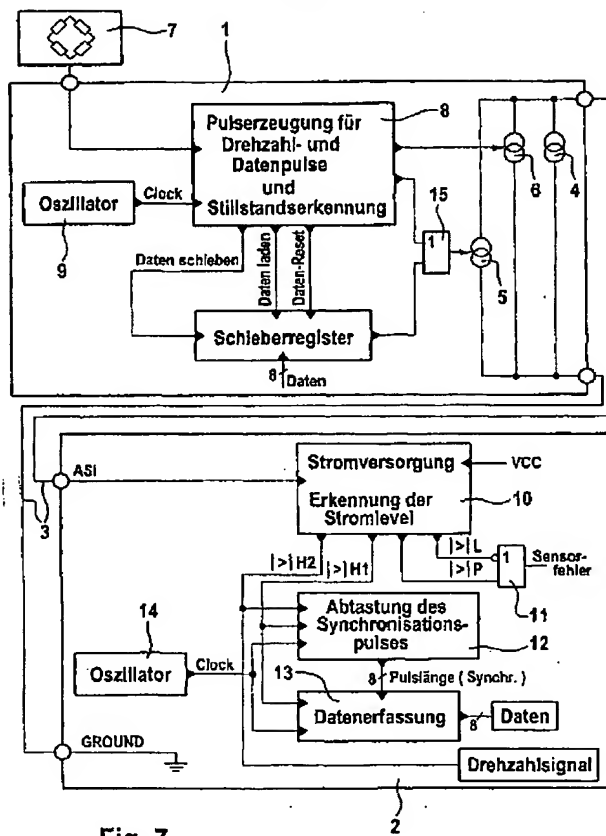 7
1
Pulserzeugung für
Drehzahl- und
Datenpulse
und
Stillstandserkennung
8
6
4
Oszillator
Clock
9
15
1
5
Daten schieben
Daten laden
Daten-Reset
Schieberregister
8
Daten
3
ASI
Stromversorgung
VCC
Erkennung der
Stromlevel
10
|>|H2
|>|H1
|>|L
|>|P
1
Sensor-
fehler
11
14
Oszillator
Clock
Abtastung des
Synchronisations-
pulses
12
8
Pulslänge ( Synchr. )
13
Datenerfassung
8
Daten
GROUND
Drehzahlsignal
2